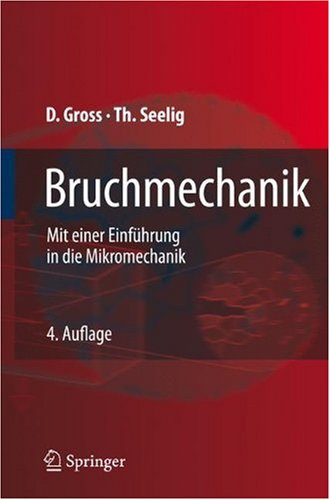 D. Gross · Th. Seelig
Bruchmechanik
Mit einer Einführung
in die Mikromechanik
4. Auflage
Springer